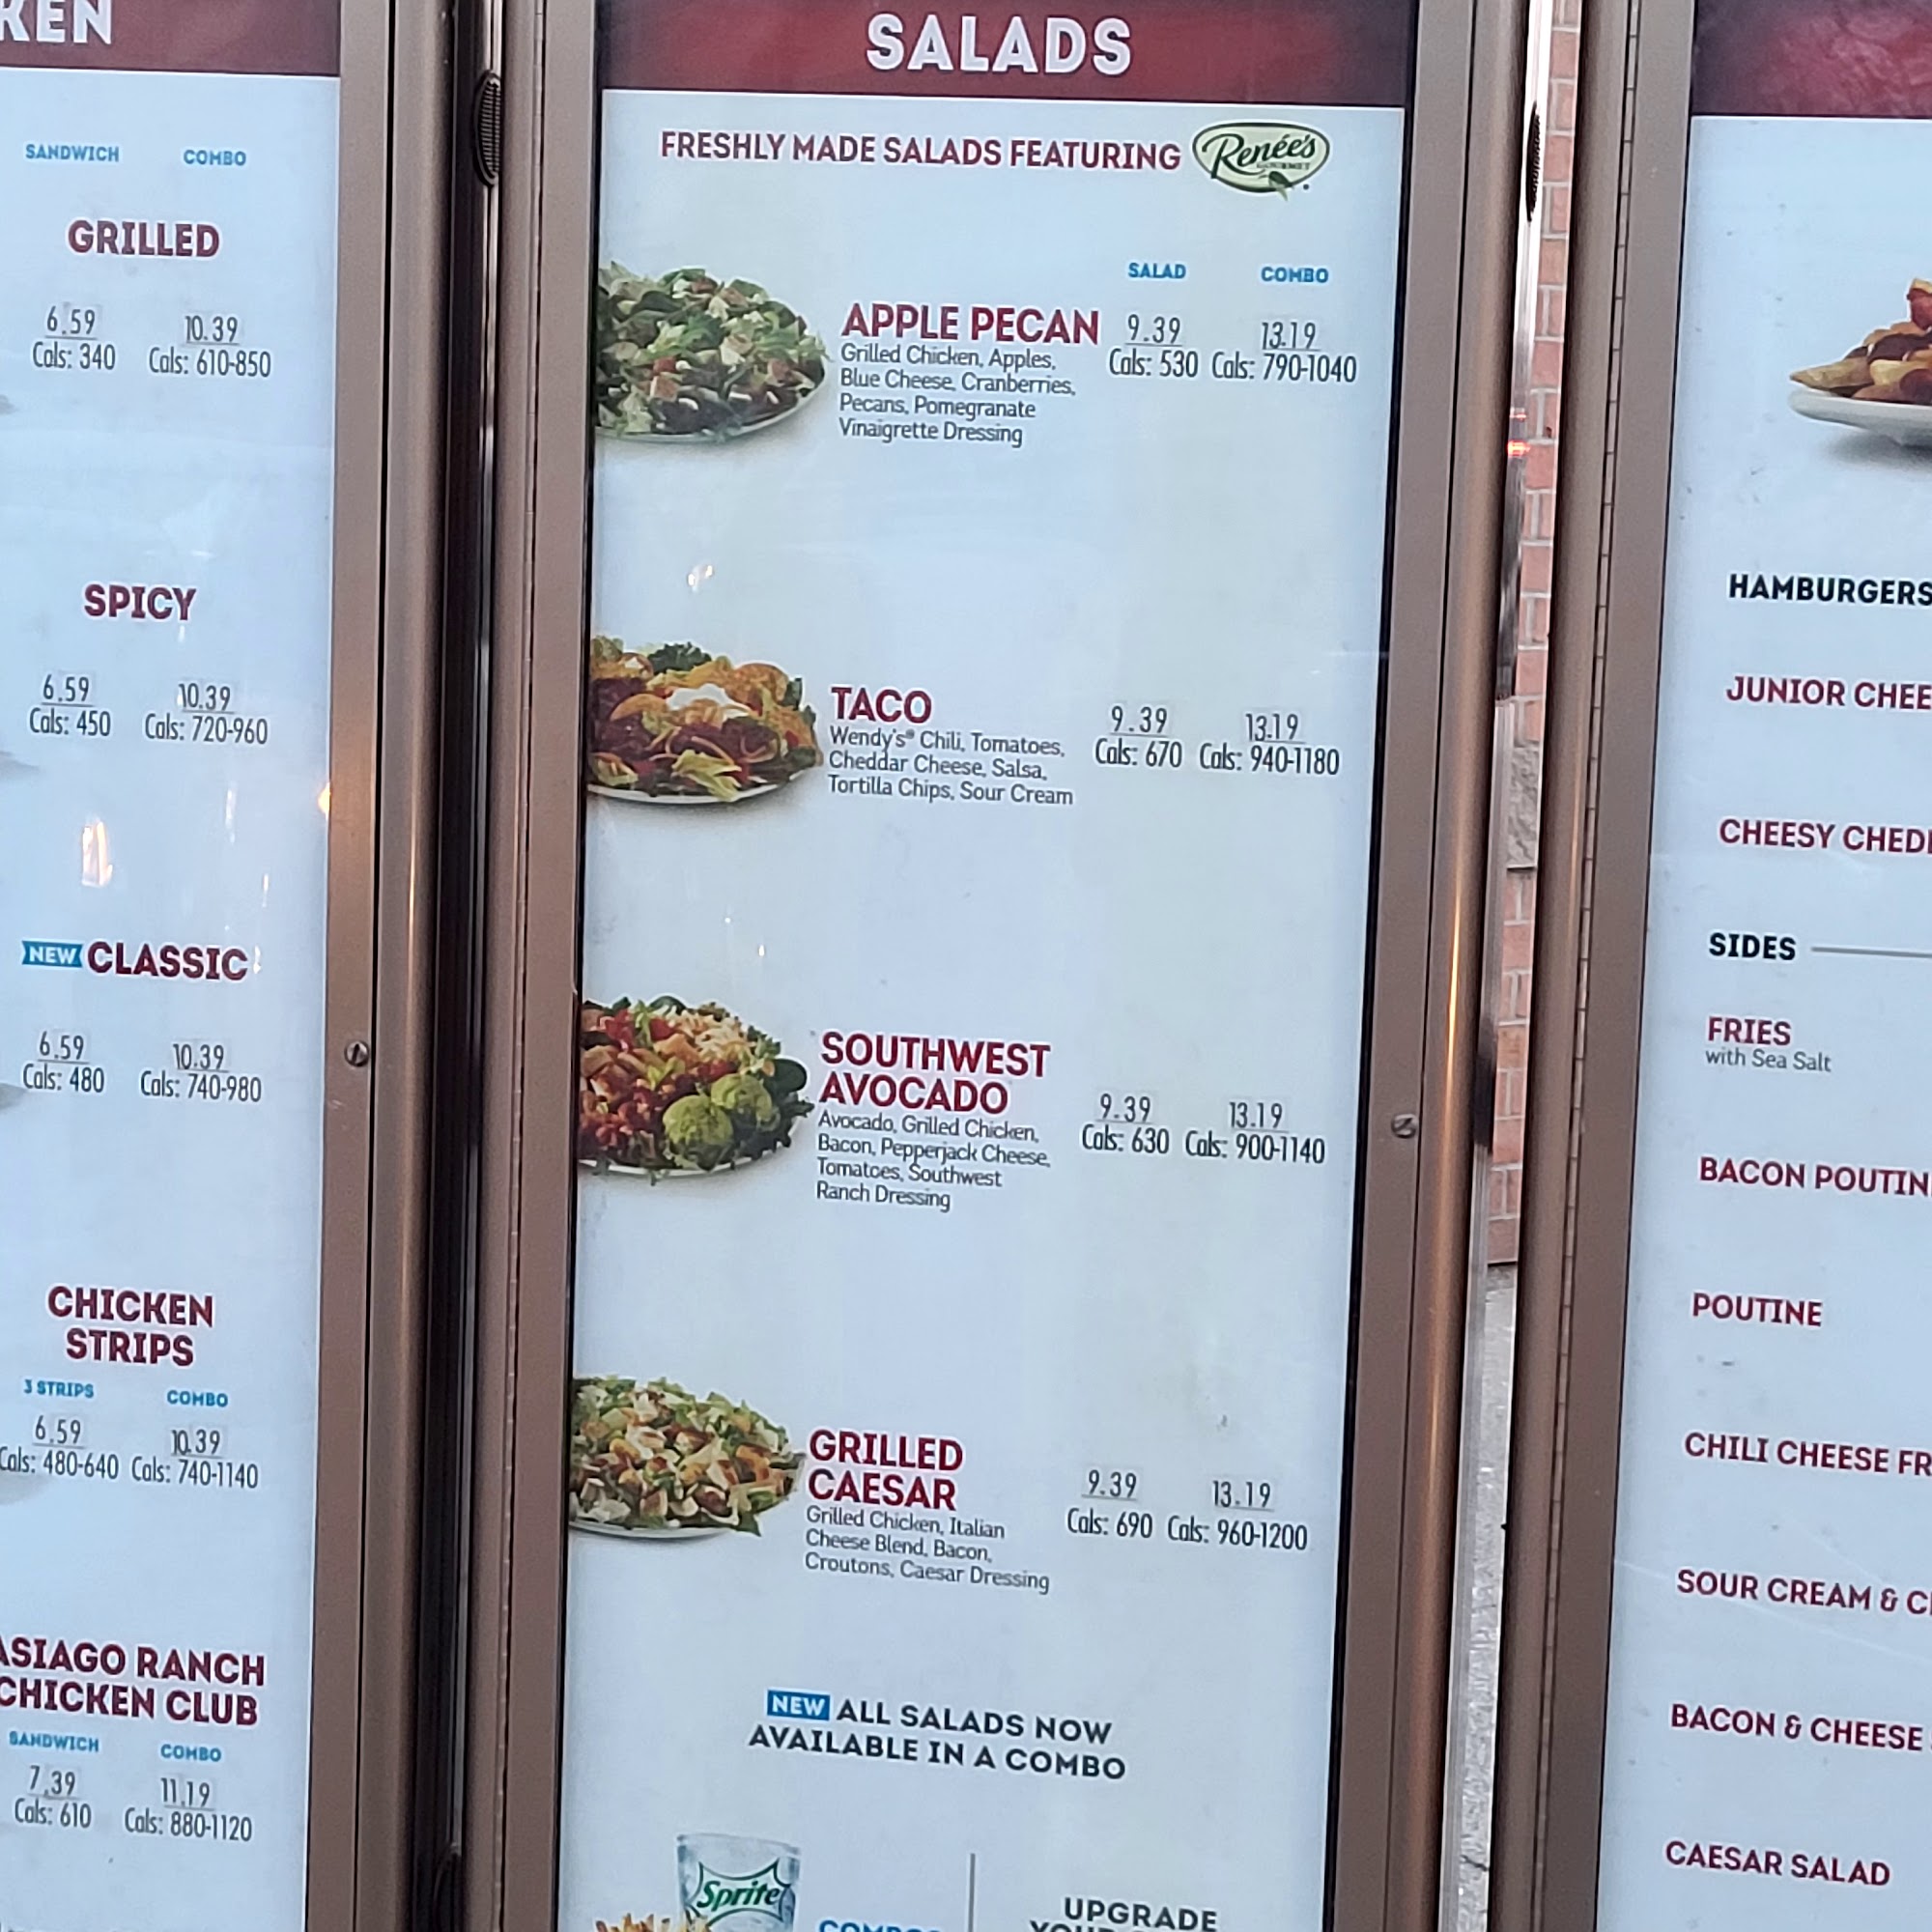 SANDWICH COMBO
GRILLED
6.59 10.39
Cals: 340 Cals: 610-850
SPICY
6.59 10.39
Cals: 450 Cals: 720-960
NEW CLASSIC
6.59 10.39
Cals: 480 Cals: 740-980
CHICKEN
STRIPS
3 STRIPS COMBO
6.59 10.39
Cals: 480-640 Cals: 740-1140
ASIAGO RANCH
CHICKEN CLUB
SANDWICH COMBO
7.39 11.19
Cals: 610 Cals: 880-1120
SALADS
FRESHLY MADE SALADS FEATURING Renée's
GOURMET
SALAD COMBO
APPLE PECAN 9.39 13.19
Cals: 530 Cals: 790-1040
Grilled Chicken, Apples,
Blue Cheese, Cranberries,
Pecans, Pomegranate
Vinaigrette Dressing
TACO 9.39 13.19
Cals: 670 Cals: 940-1180
Wendy's® Chili, Tomatoes,
Cheddar Cheese, Salsa,
Tortilla Chips, Sour Cream
SOUTHWEST
AVOCADO 9.39 13.19
Cals: 630 Cals: 900-1140
Avocado, Grilled Chicken,
Bacon, Pepperjack Cheese,
Tomatoes, Southwest
Ranch Dressing
GRILLED
CAESAR 9.39 13.19
Cals: 690 Cals: 960-1200
Grilled Chicken, Italian
Cheese Blend, Bacon,
Croutons, Caesar Dressing
NEW ALL SALADS NOW
AVAILABLE IN A COMBO
Sprite
UPGRADE
HAMBURGERS
JUNIOR CHEE
CHEESY CHED
SIDES
FRIES
with Sea Salt
BACON POUTIN
POUTINE
CHILI CHEESE FR
SOUR CREAM & C
BACON & CHEESE
CAESAR SALAD